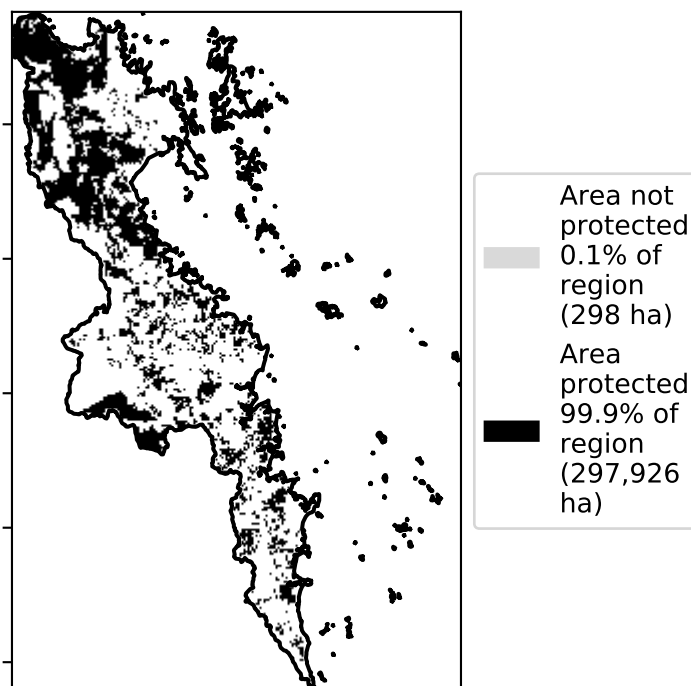 Area not
protected
0.1% of
region
(298 ha)
Area
protected
99.9% of
region
(297,926
ha)